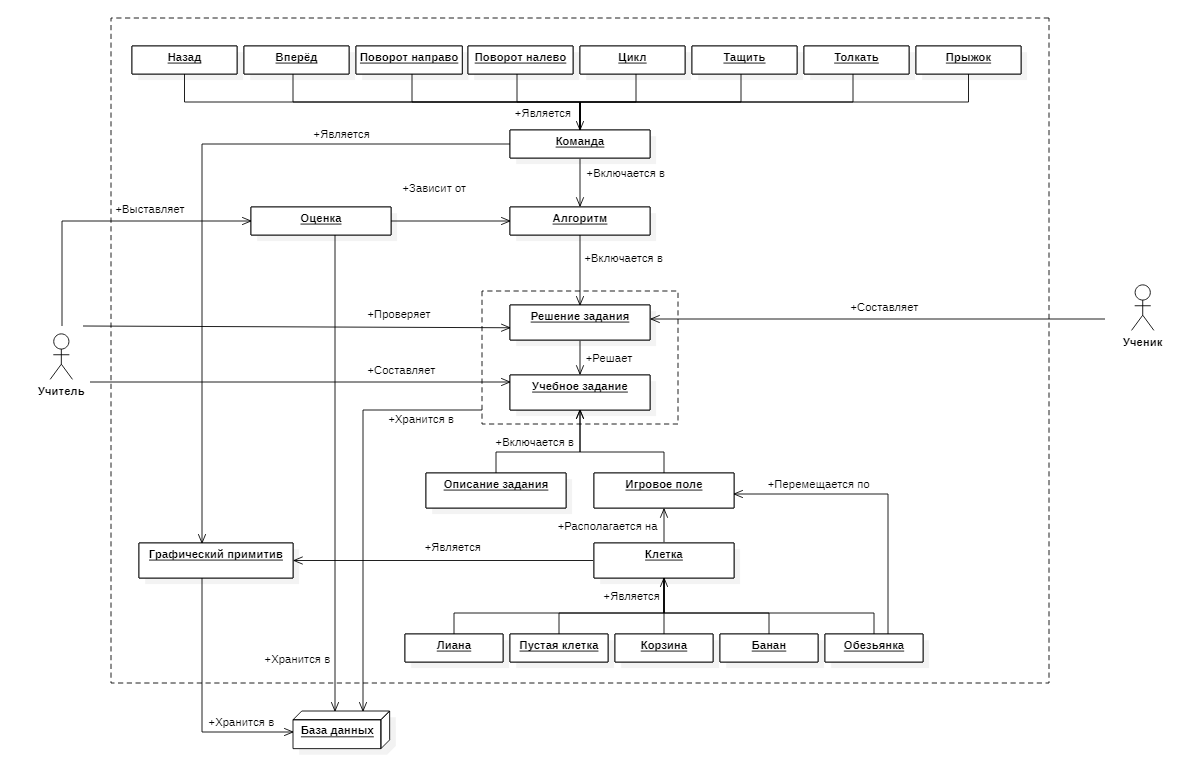 Назад
Вперёд
Поворот направо
Поворот налево
Цикл
Тащить
Толкать
Прыжок
+Является
+Является
Команда
+Включается в
+Зависит от
+Выставляет
Оценка
Алгоритм
+Включается в
+Составляет
+Проверяет
Решение задания
Ученик
+Решает
+Составляет
Учебное задание
Учитель
+Хранится в
+Включается в
Описание задания
Игровое поле
+Перемещается по
+Располагается на
+Является
Графический примитив
Клетка
+Является
Лиана
Пустая клетка
Корзина
Банан
Обезьянка
+Хранится в
+Хранится в
База данных